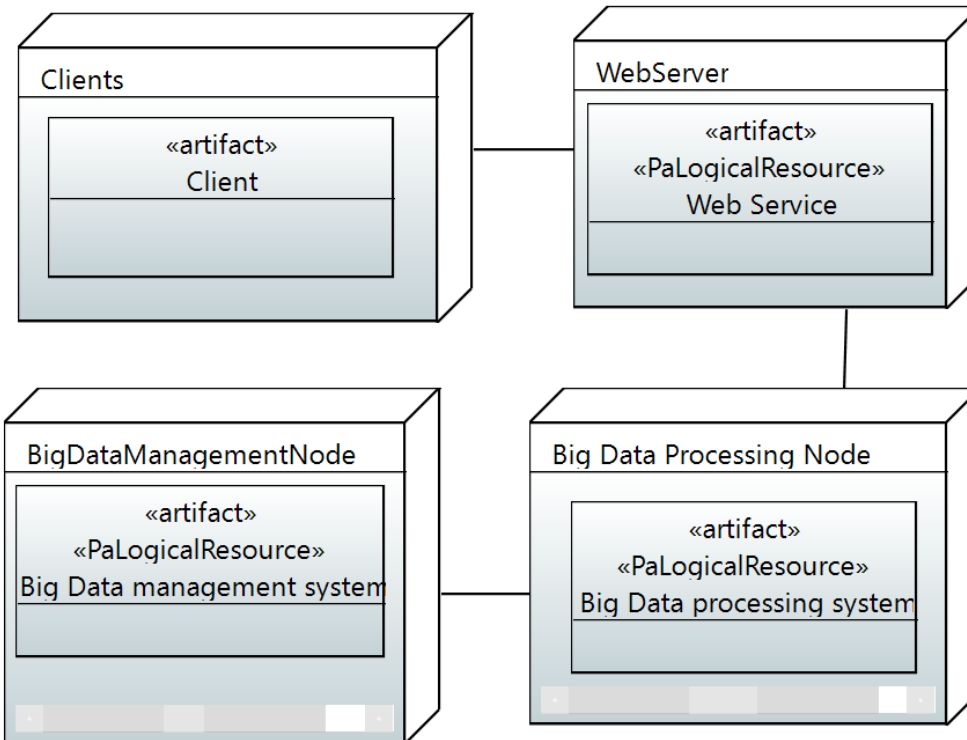 Clients
«artifact»
Client
WebServer
«artifact»
«PaLogicalResource»
Web Service
BigDataManagementNode
«artifact»
«PaLogicalResource»
Big Data management system
Big Data Processing Node
«artifact»
«PaLogicalResource»
Big Data processing system